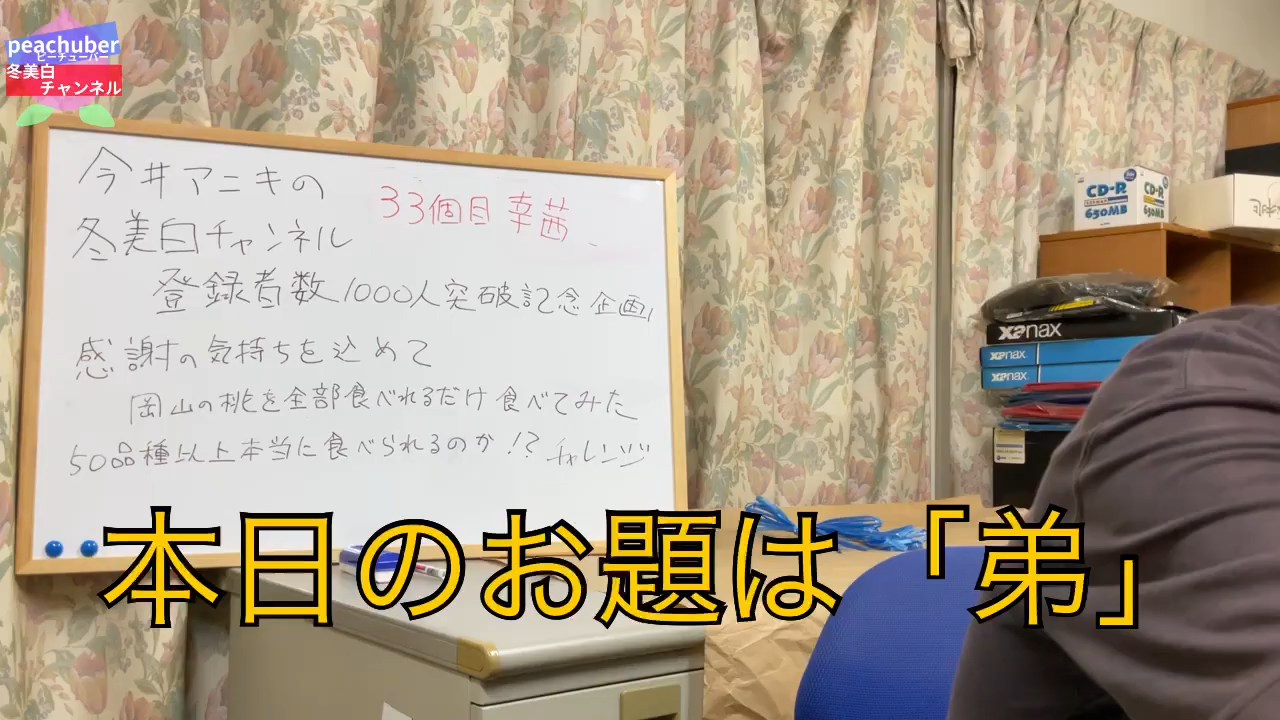 peachuber
ピーチューバー
冬美白
チャンネル
今井アニキの
冬美白チャンネル
33個目 幸茜
登録者数1000人突破記念企画!
感謝の気持ちを込めて
岡山の桃を全部食べれるだけ食べてみた
50品種以上本当に食べられるのか!?チャレンジ
CD-R
650MB
CD-R
650MB
X2nax
X2nax
X2nax
本日のお題は「弟」